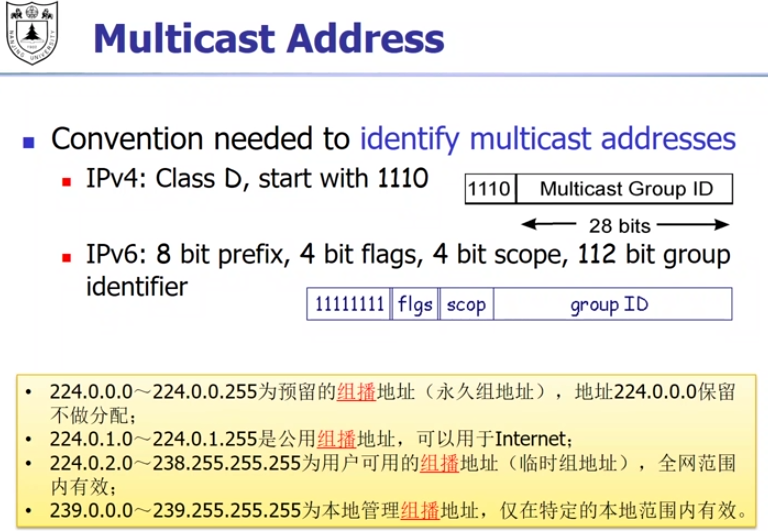 Multicast Address
Convention needed to identify multicast addresses
IPv4: Class D, start with 1110
1110 Multicast Group ID
28 bits
IPv6: 8 bit prefix, 4 bit flags, 4 bit scope, 112 bit group
identifier
11111111 flgs scop group ID
• 224.0.0.0～224.0.0.255为预留的组播地址（永久组地址），地址224.0.0.0保留
不做分配；
• 224.0.1.0～224.0.1.255是公用组播地址，可以用于Internet；
• 224.0.2.0～238.255.255.255为用户可用的组播地址（临时组地址），全网范围
内有效；
• 239.0.0.0～239.255.255.255为本地管理组播地址，仅在特定的本地范围内有效。